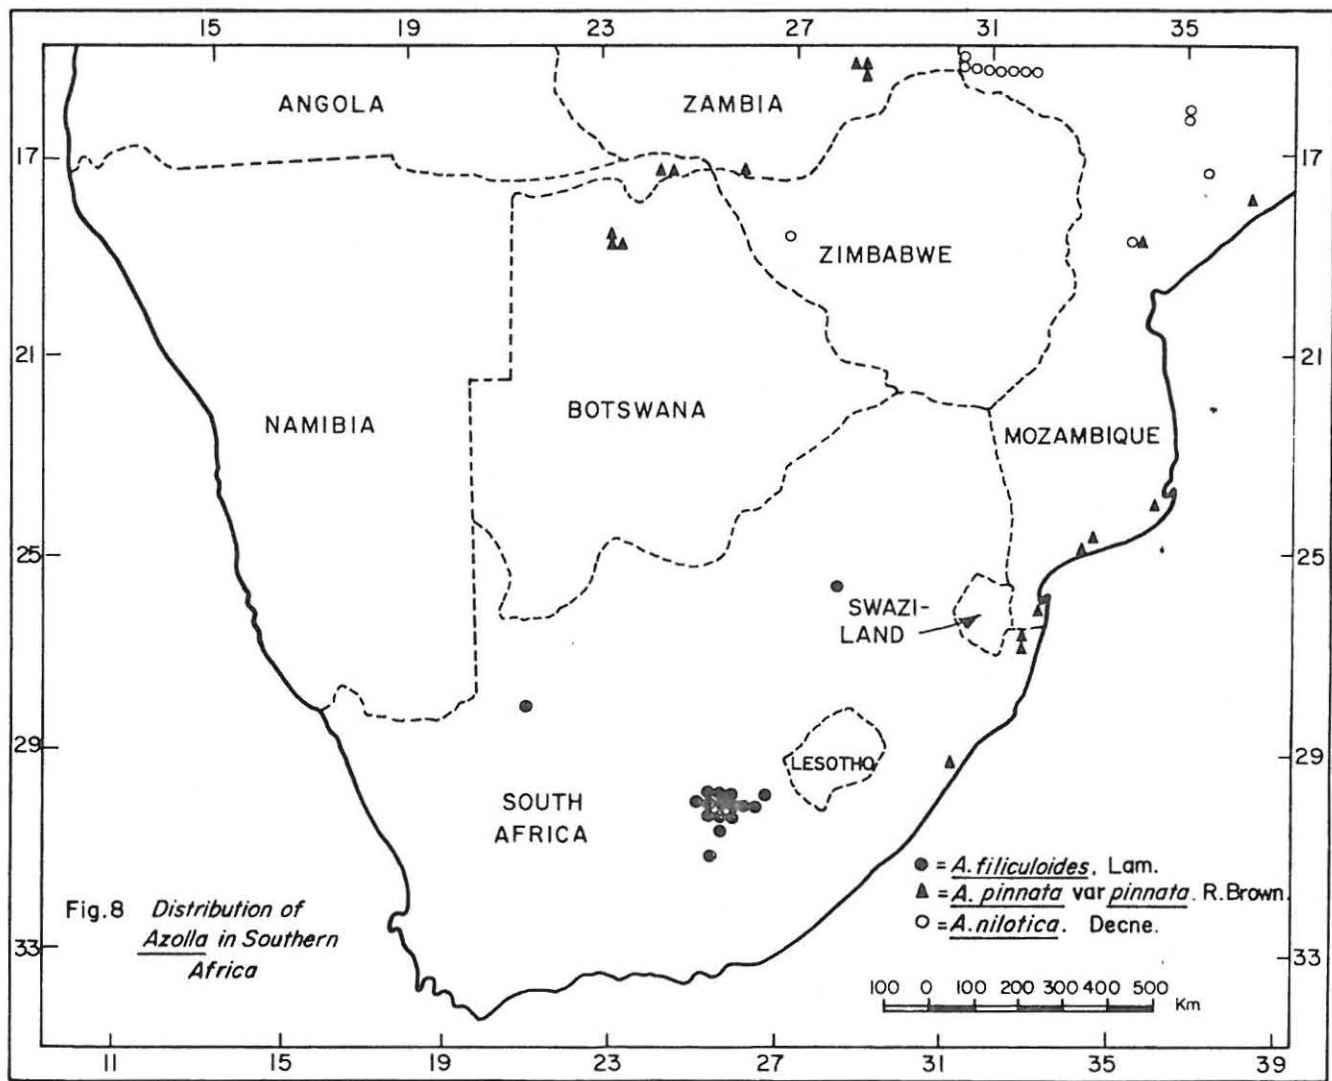 15 19 23 27 31 35
ANGOLA
ZAMBIA
17 17
ZIMBABWE
21 21
NAMIBIA
BOTSWANA
MOZAMBIQUE
25 25
SWAZI-
LAND
29 29
LESOTHO
SOUTH
AFRICA
● = A. filiculoides, Lam.
▲ = A. pinnata var pinnata. R. Brown.
○ = A. nilotica. Decne.
Fig. 8 Distribution of
Azolla in Southern
Africa
33 33
100 0 100 200 300 400 500 Km
11 15 19 23 27 31 35 39